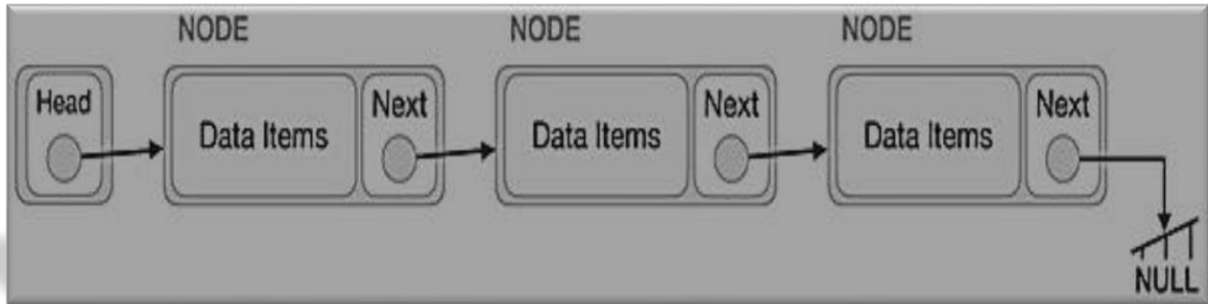 NODE NODE NODE
Head Data Items Next Data Items Next Data Items Next
NULL